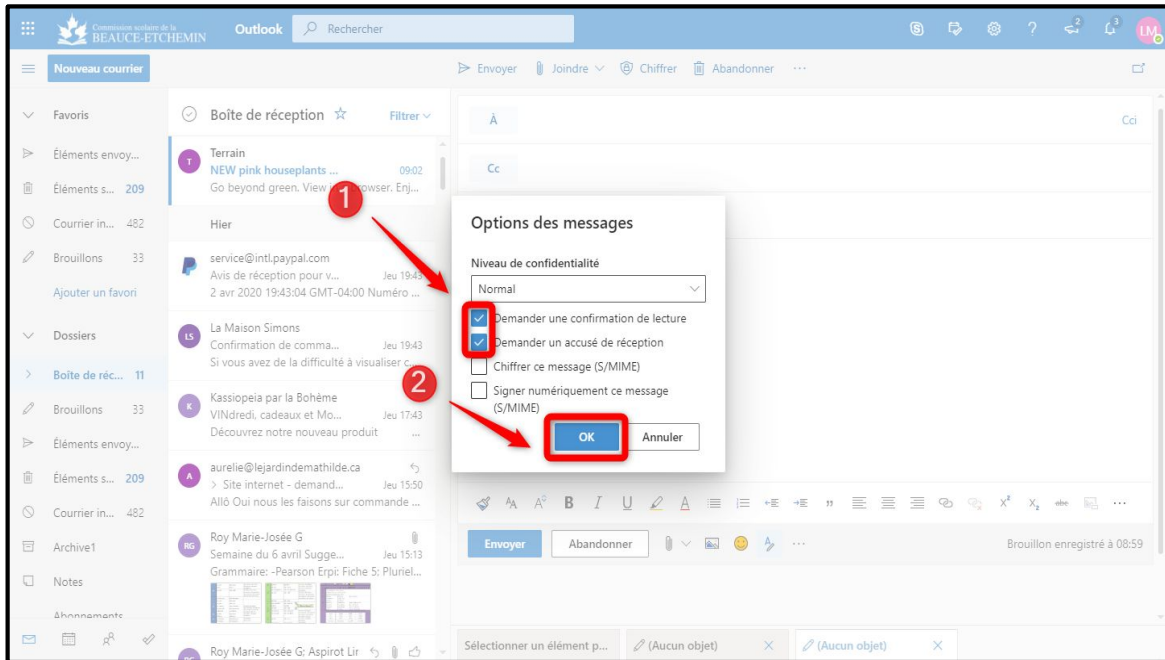 Commission scolaire de la
BEAUCE-ETCHEMIN
Outlook
Rechercher
2
3
LM
Nouveau courrier
Envoyer
Joindre
Chiffrer
Abandonner
...
Favoris
Éléments envoy...
Éléments s... 209
Courrier in... 482
Brouillons 33
Ajouter un favori
Dossiers
Boîte de réc... 11
Brouillons 33
Éléments envoy...
Éléments s... 209
Courrier in... 482
Archive1
Notes
Abonnements
Boîte de réception
Filtrer
T
Terrain
NEW pink houseplants ... 09:02
Go beyond green. View browser. Enj...
Hier
service@intl.paypal.com
Avis de réception pour v... Jeu 19:43
2 avr 2020 19:43:04 GMT-04:00 Numéro ...
LS
La Maison Simons
Confirmation de comma... Jeu 19:43
Si vous avez de la difficulté à visualiser c...
K
Kassiopeia par la Bohème
VINdredi, cadeaux et Mo... Jeu 17:43
Découvrez notre nouveau produit ...
A
aurelie@lejardindemathilde.ca
> Site internet - demand... Jeu 15:50
Allô Oui nous les faisons sur commande ...
RG
Roy Marie-Josée G
Semaine du 6 avril Sugge... Jeu 15:13
Grammaire: -Pearson Erpi: Fiche 5: Pluriel...
Roy Marie-Josée G; Aspirot Lir
À
Cci
Cc
1
Options des messages
Niveau de confidentialité
Normal
Demander une confirmation de lecture
Demander un accusé de réception
Chiffrer ce message (S/MIME)
Signer numériquement ce message
(S/MIME)
2
OK
Annuler
Envoyer
Abandonner
...
Brouillon enregistré à 08:59
Sélectionner un élément p...
(Aucun objet)
(Aucun objet)